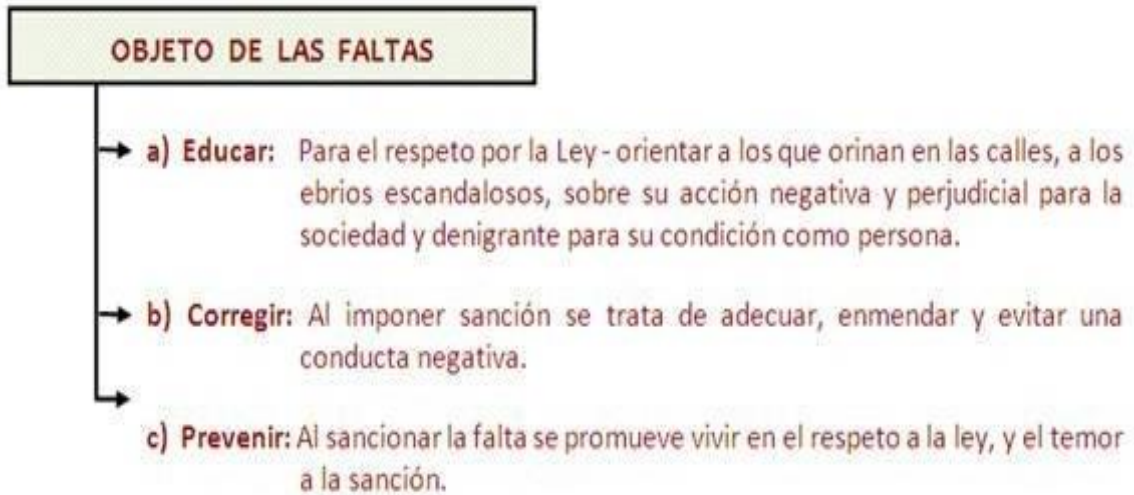 OBJETO DE LAS FALTAS
a) Educar: Para el respeto por la Ley - orientar a los que orinan en las calles, a los
ebrios escandalosos, sobre su acción negativa y perjudicial para la
sociedad y denigrante para su condición como persona.
b) Corregir: Al imponer sanción se trata de adecuar, enmendar y evitar una
conducta negativa.
c) Prevenir: Al sancionar la falta se promueve vivir en el respeto a la ley, y el temor
a la sanción.